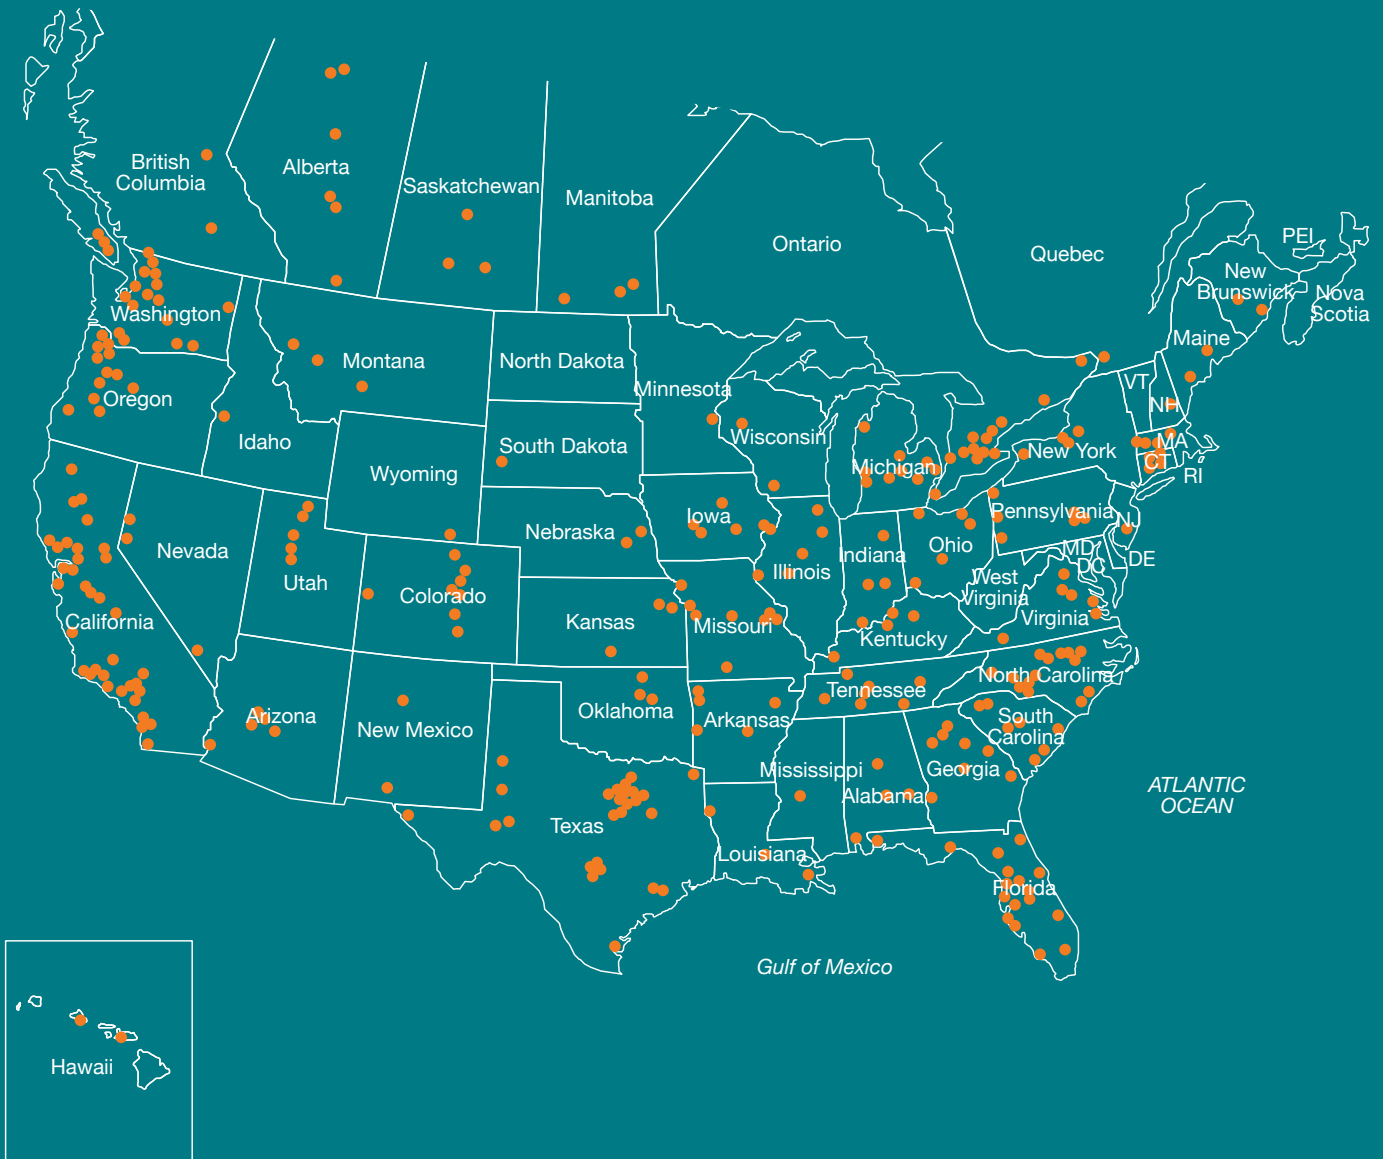 British
Columbia
Alberta
Saskatchewan
Manitoba
Ontario
Quebec
PEI
New
Brunswick
Nova
Scotia
Washington
Montana
North Dakota
Minnesota
Maine
VT
NH
Oregon
Idaho
South Dakota
Wisconsin
Michigan
New York
MA
CT
RI
Wyoming
Nebraska
Iowa
Pennsylvania
NJ
Nevada
Utah
Colorado
Illinois
Indiana
Ohio
MD
DC
DE
West
Virginia
Virginia
California
Kansas
Missouri
Kentucky
Arizona
New Mexico
Oklahoma
Arkansas
Tennessee
North Carolina
South
Carolina
Texas
Mississippi
Alabama
Georgia
ATLANTIC
OCEAN
Louisiana
Florida
Gulf of Mexico
Hawaii